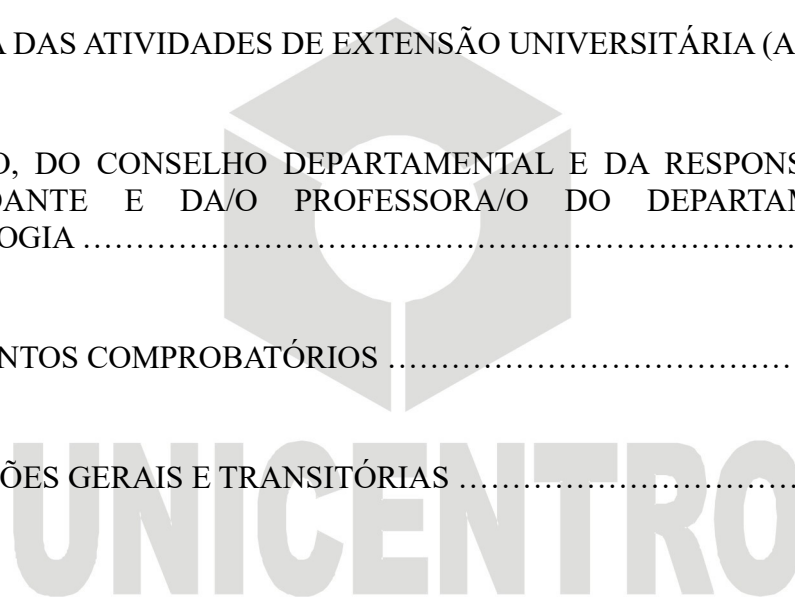 A DAS ATIVIDADES DE EXTENSÃO UNIVERSITÁRIA (A
O, DO CONSELHO DEPARTAMENTAL E DA RESPONS
DANTE E DA/O PROFESSORA/O DO DEPARTAM
OGIA ……………………………………………………………
NTOS COMPROBATÓRIOS ………………………………………
ÕES GERAIS E TRANSITÓRIAS …………………………………
UNICENTRO